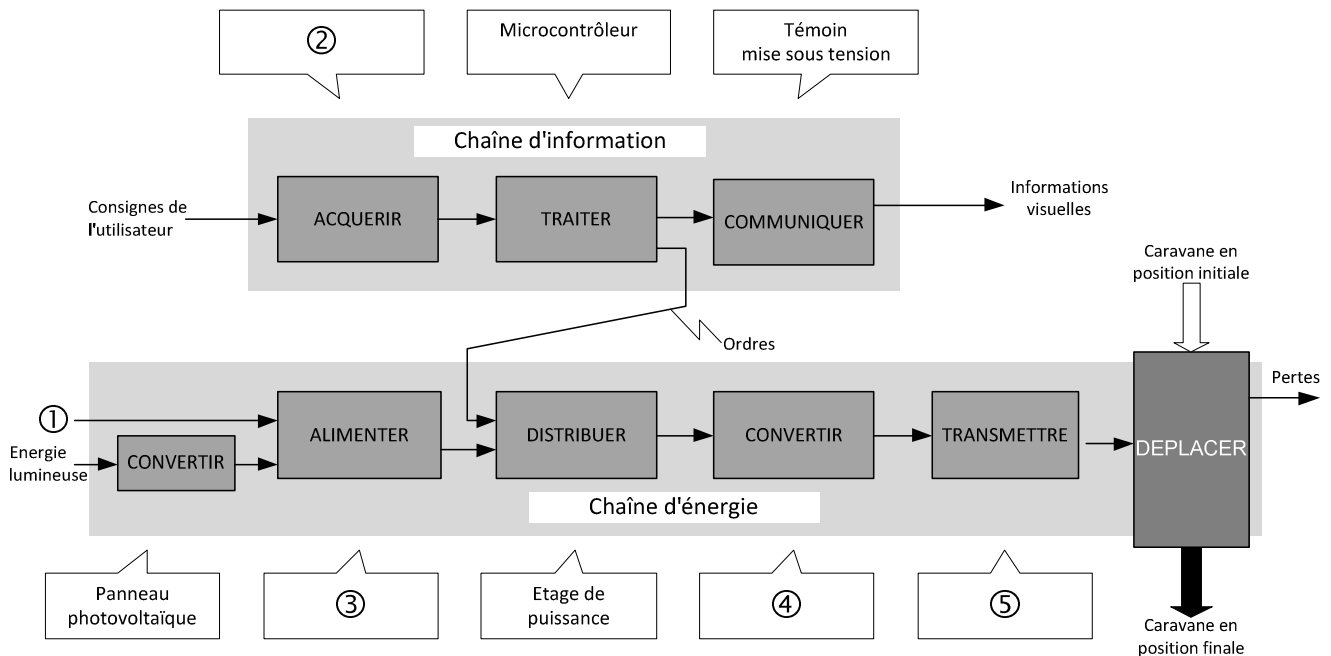 ②
Microcontrôleur
Témoin
mise sous tension
Chaîne d'information
Consignes de
l'utilisateur
ACQUERIR
TRAITER
COMMUNIQUER
Informations
visuelles
Caravane en
position initiale
Ordres
①
Energie
lumineuse
CONVERTIR
ALIMENTER
DISTRIBUER
CONVERTIR
TRANSMETTRE
DEPLACER
Pertes
Chaîne d'énergie
Panneau
photovoltaïque
③
Etage de
puissance
④
⑤
Caravane en
position finale